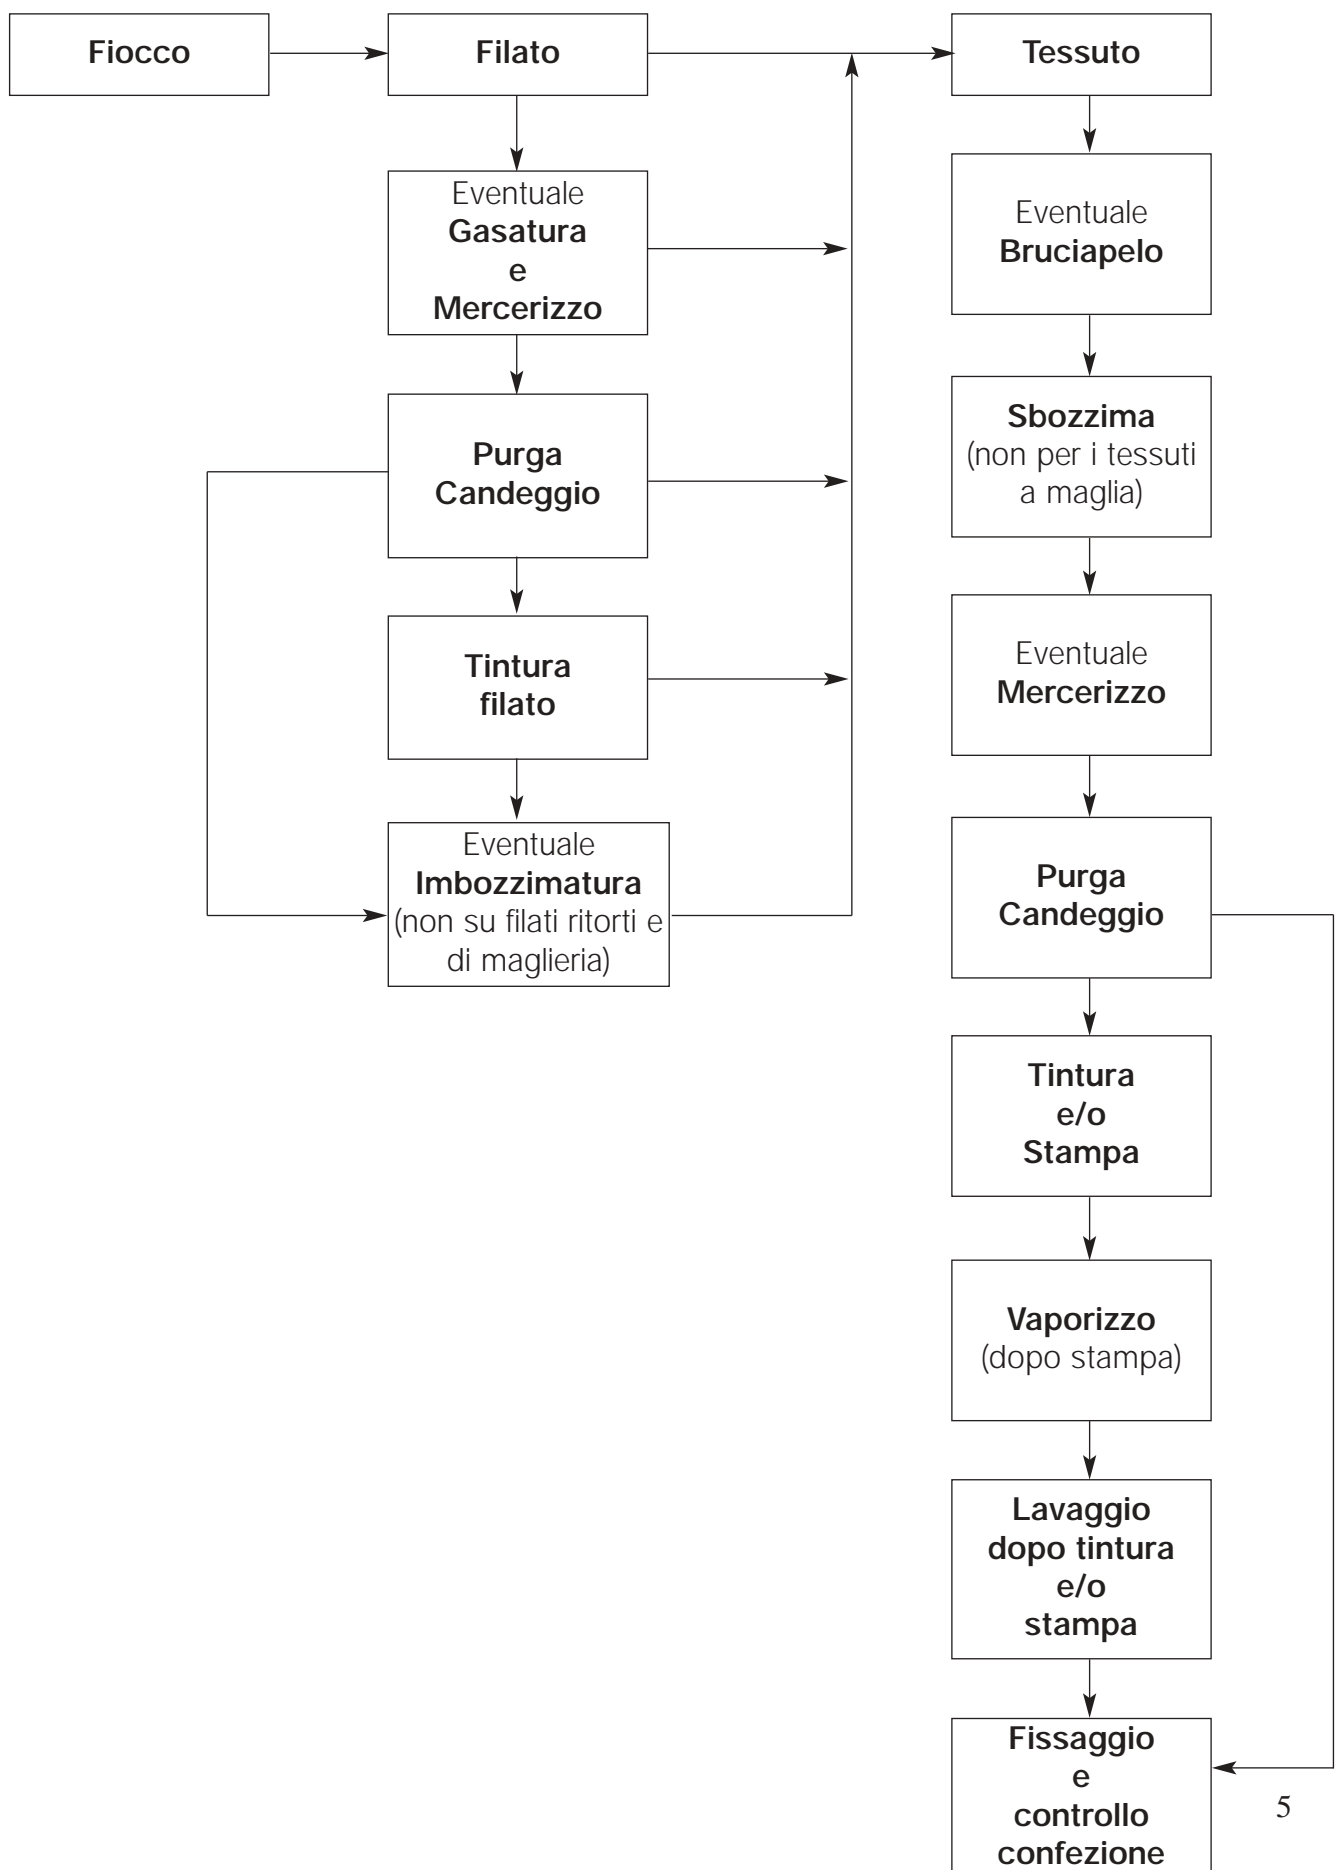 Fiocco
Filato
Tessuto
Eventuale
Gasatura
e
Mercerizzo
Purga
Candeggio
Tintura
filato
Eventuale
Imbozzimatura
(non su filati ritorti e
di maglieria)
Eventuale
Bruciapelo
Sbozzima
(non per i tessuti
a maglia)
Eventuale
Mercerizzo
Purga
Candeggio
Tintura
e/o
Stampa
Vaporizzo
(dopo stampa)
Lavaggio
dopo tintura
e/o
stampa
Fissaggio
e
controllo
confezione
5